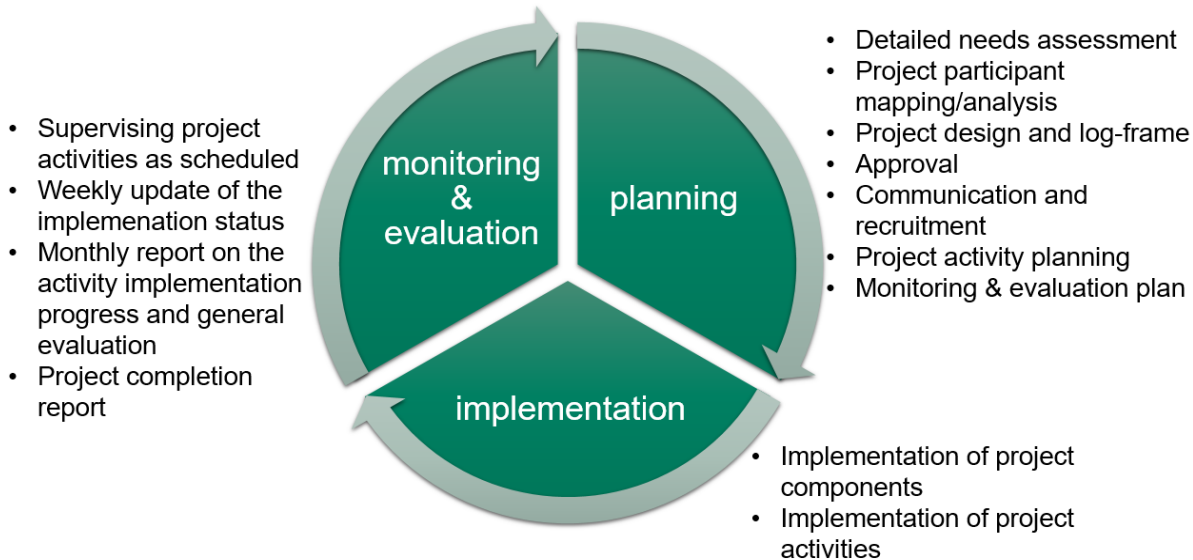 • Detailed needs assessment
• Project participant
mapping/analysis
• Project design and log-frame
• Approval
• Communication and
recruitment
• Project activity planning
• Monitoring & evaluation plan
• Supervising project
activities as scheduled
• Weekly update of the
implemenation status
• Monthly report on the
activity implementation
progress and general
evaluation
• Project completion
report
monitoring
&
evaluation
planning
implementation
• Implementation of project
components
• Implementation of project
activities